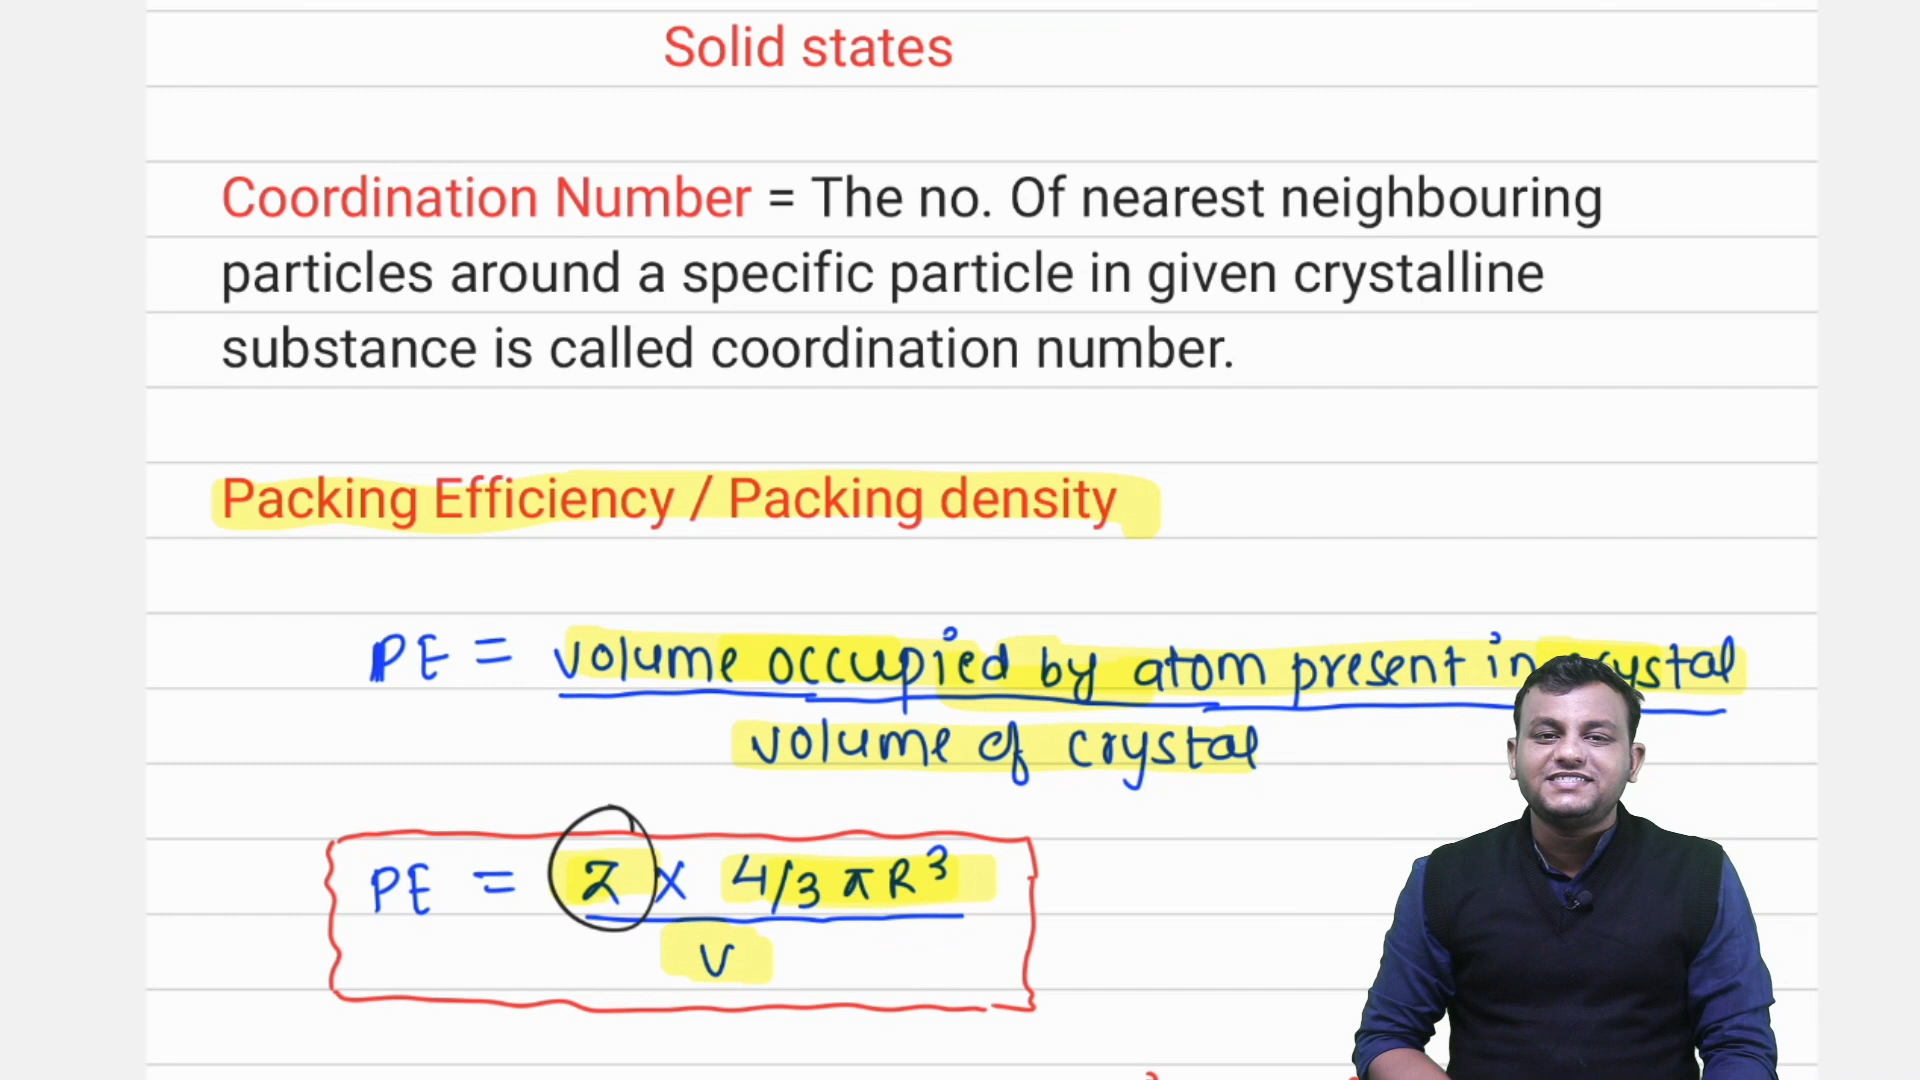 Solid states
Coordination Number = The no. Of nearest neighbouring
particles around a specific particle in given crystalline
substance is called coordination number.
Packing Efficiency / Packing density
PE = volume occupied by atom present in crystal
volume of crystal
PE = Z × 4/3 π R³
V